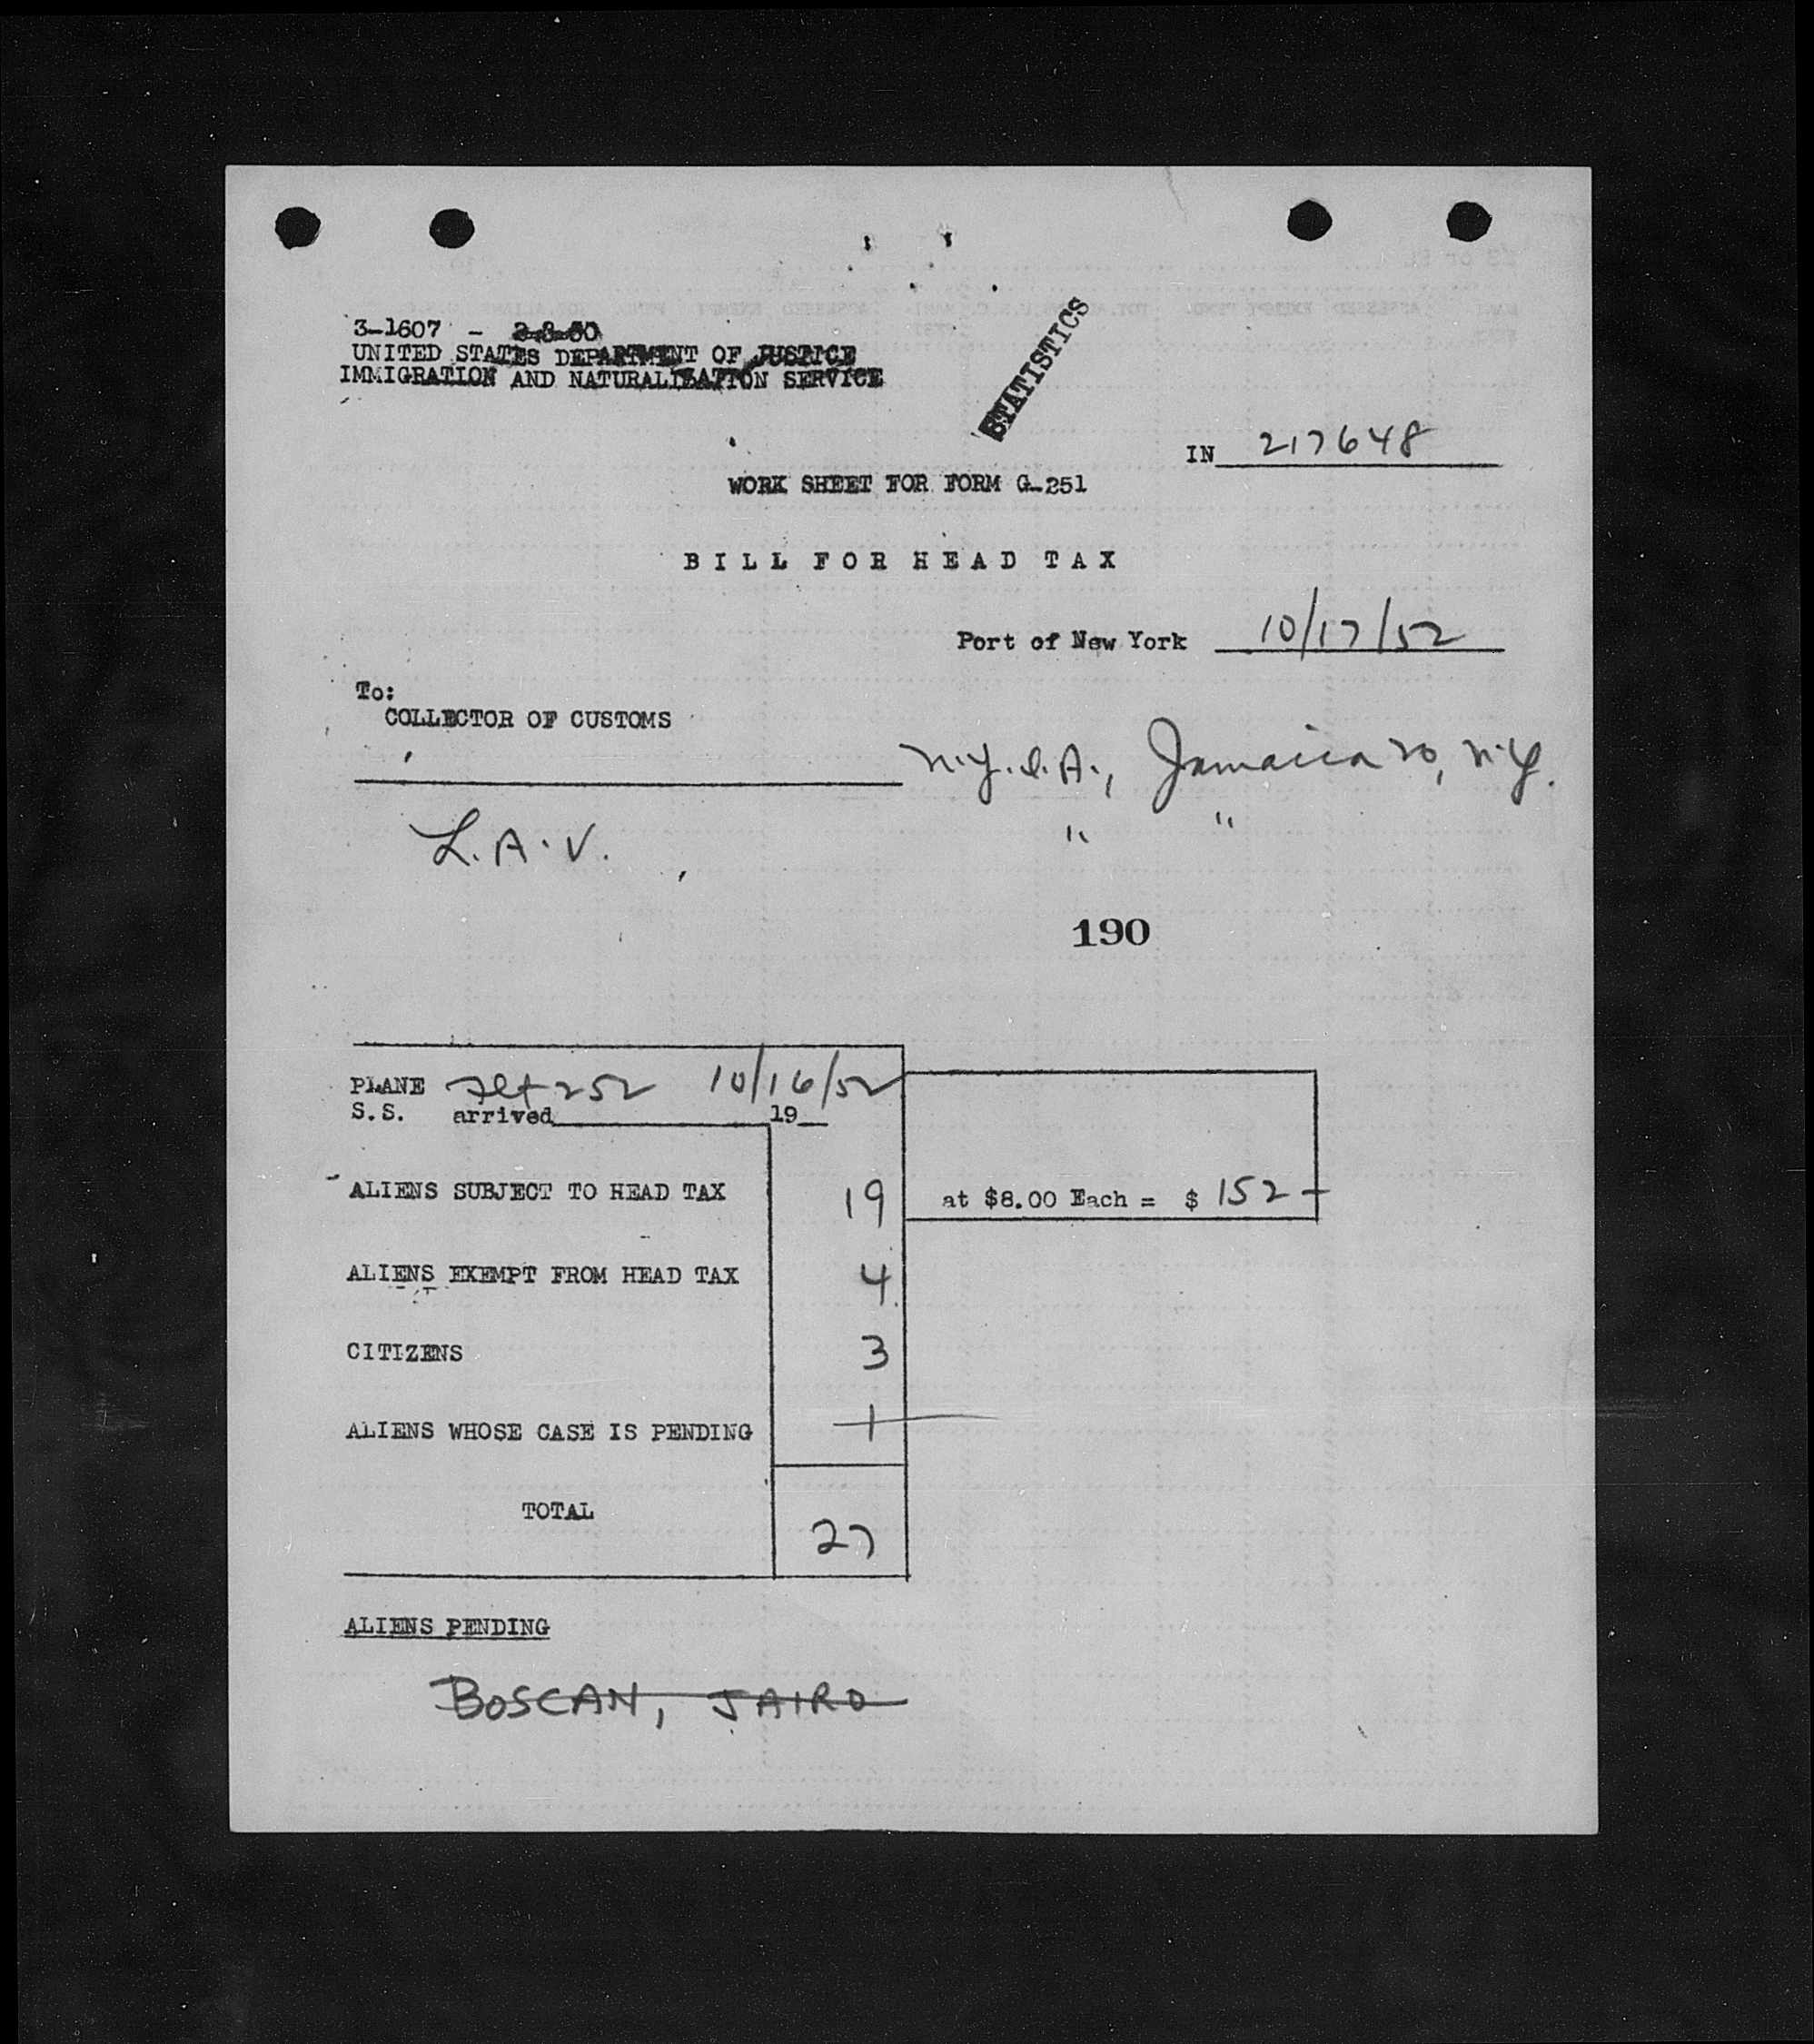 3-1607 - 2-8-50
UNITED STATES DEPARTMENT OF JUSTICE
IMMIGRATION AND NATURALIZATION SERVICE
STATISTICS
IN 217648
WORK SHEET FOR FORM G-251
BILL FOR HEAD TAX
Port of New York 10/17/52
To:
COLLECTOR OF CUSTOMS
N.Y.I.A., Jamaica 20, N.Y.
L.A.V. " "
190
PLANE Flt 252 10/16/52
S.S. arrived 19
ALIENS SUBJECT TO HEAD TAX 19 at $8.00 Each = $ 152 -
ALIENS EXEMPT FROM HEAD TAX 4
CITIZENS 3
ALIENS WHOSE CASE IS PENDING 1
TOTAL 27
ALIENS PENDING
BOSCAN, JAIRO